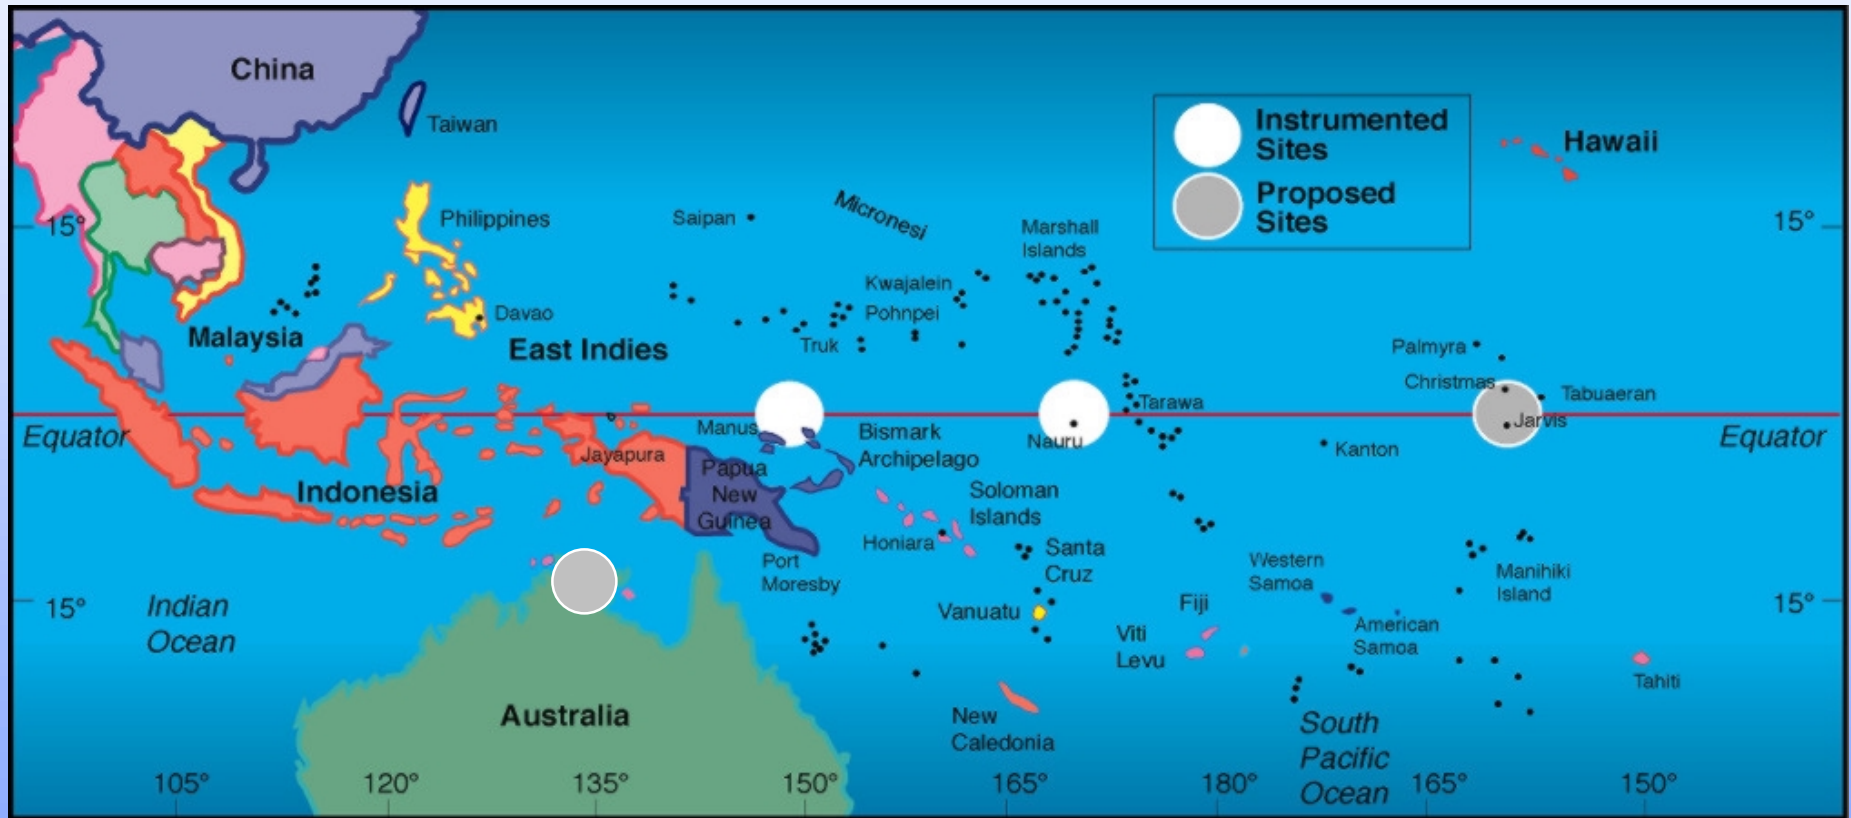 China
Taiwan
Instrumented
Sites
Proposed
Sites
Hawaii
15°
Philippines
Saipan
Micronesi
Marshall
Islands
15°
Kwajalein
Davao
Pohnpei
Malaysia
East Indies
Truk
Palmyra
Christmas
Tabuaeran
Tarawa
Equator
Manus
Bismark
Archipelago
Nauru
Jarvis
Kanton
Equator
Jayapura
Papua
New
Guinea
Indonesia
Soloman
Islands
Honiara
Port
Moresby
Santa
Cruz
Western
Samoa
Manihiki
Island
15°
Indian
Ocean
Vanuatu
Fiji
15°
Viti
Levu
American
Samoa
Tahiti
Australia
New
Caledonia
South
Pacific
Ocean
105°
120°
135°
150°
165°
180°
165°
150°